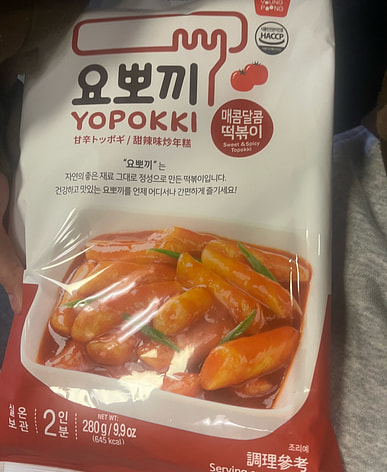 YOUNG
POONG
HACCP
요뽀끼
YOPOKKI
甘辛トッポギ / 甜辣味炒年糕
매콤달콤
떡볶이
Sweet & Spicy
Topokki
"요뽀끼" 는
자연의 좋은 재료 그대로 정성으로 만든 떡볶이입니다.
건강하고 맛있는 요뽀끼를 언제 어디서나 간편하게 즐기세요!
실온
보관
2인분
NET WT.
280g / 9.9 oz
(645 kcal)
조리예
調理參考
Serving